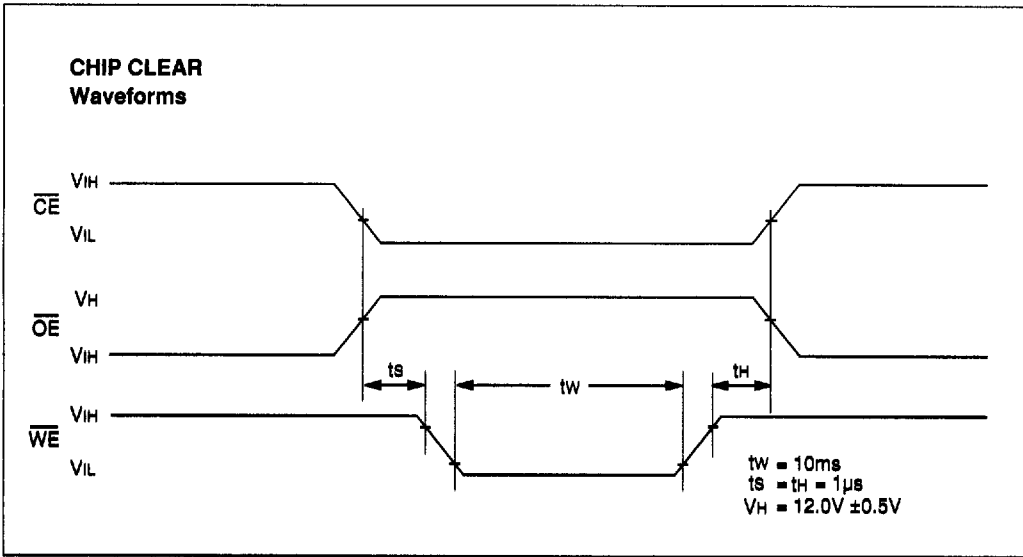 CHIP CLEAR
Waveforms
VIH
CE
VIL
VH
OE
VIH
tS
tW
tH
VIH
WE
VIL
tW = 10ms
tS = tH = 1µs
VH = 12.0V ±0.5V